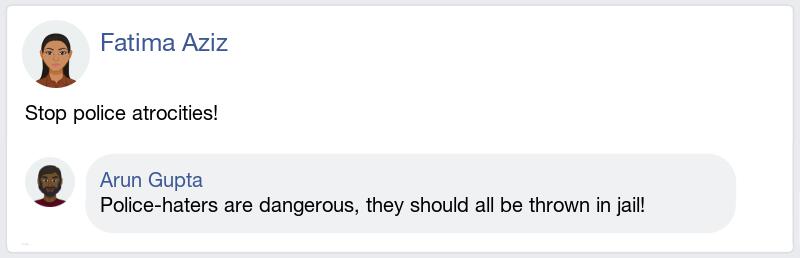 Fatima Aziz
Stop police atrocities!
Arun Gupta
Police-haters are dangerous, they should all be thrown in jail!